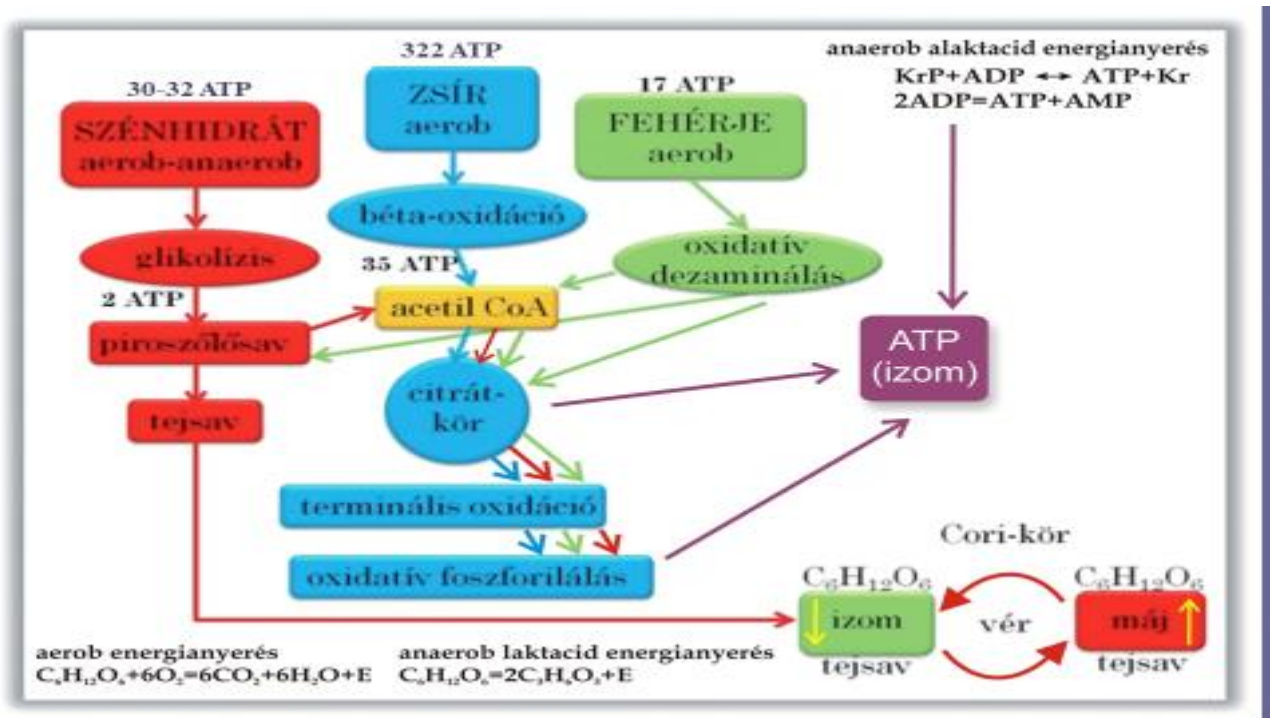 322 ATP
anaerob alaktacid energianyerés
KrP+ADP ↔ ATP+Kr
2ADP=ATP+AMP
30-32 ATP
17 ATP
ZSÍR
aerob
SZÉNHIDRÁT
aerob-anaerob
FEHÉRJE
aerob
béta-oxidáció
glikolízis
35 ATP
oxidatív
dezaminálás
2 ATP
acetil CoA
piroszőlősav
ATP
(izom)
citrát-
kör
tejsav
terminális oxidáció
oxidatív foszforilálás
Cori-kör
C₆H₁₂O₆
C₆H₁₂O₆
izom
vér
máj
tejsav
tejsav
aerob energianyerés
C₆H₁₂O₆+6O₂=6CO₂+6H₂O+E
anaerob laktacid energianyerés
C₆H₁₂O₆=2C₃H₆O₃+E